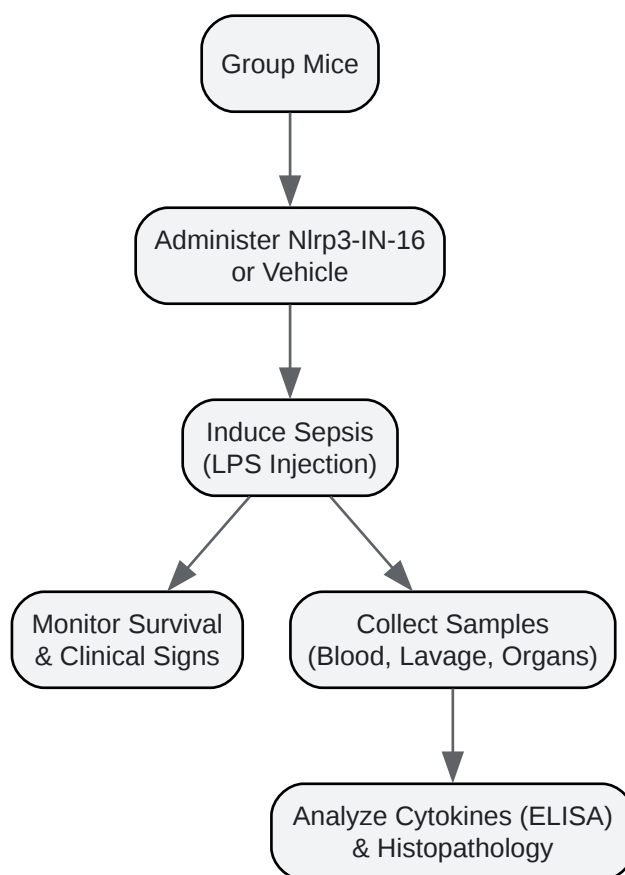 Group Mice
Administer Nlrp3-IN-16
or Vehicle
Induce Sepsis
(LPS Injection)
Monitor Survival
& Clinical Signs
Collect Samples
(Blood, Lavage, Organs)
Analyze Cytokines (ELISA)
& Histopathology